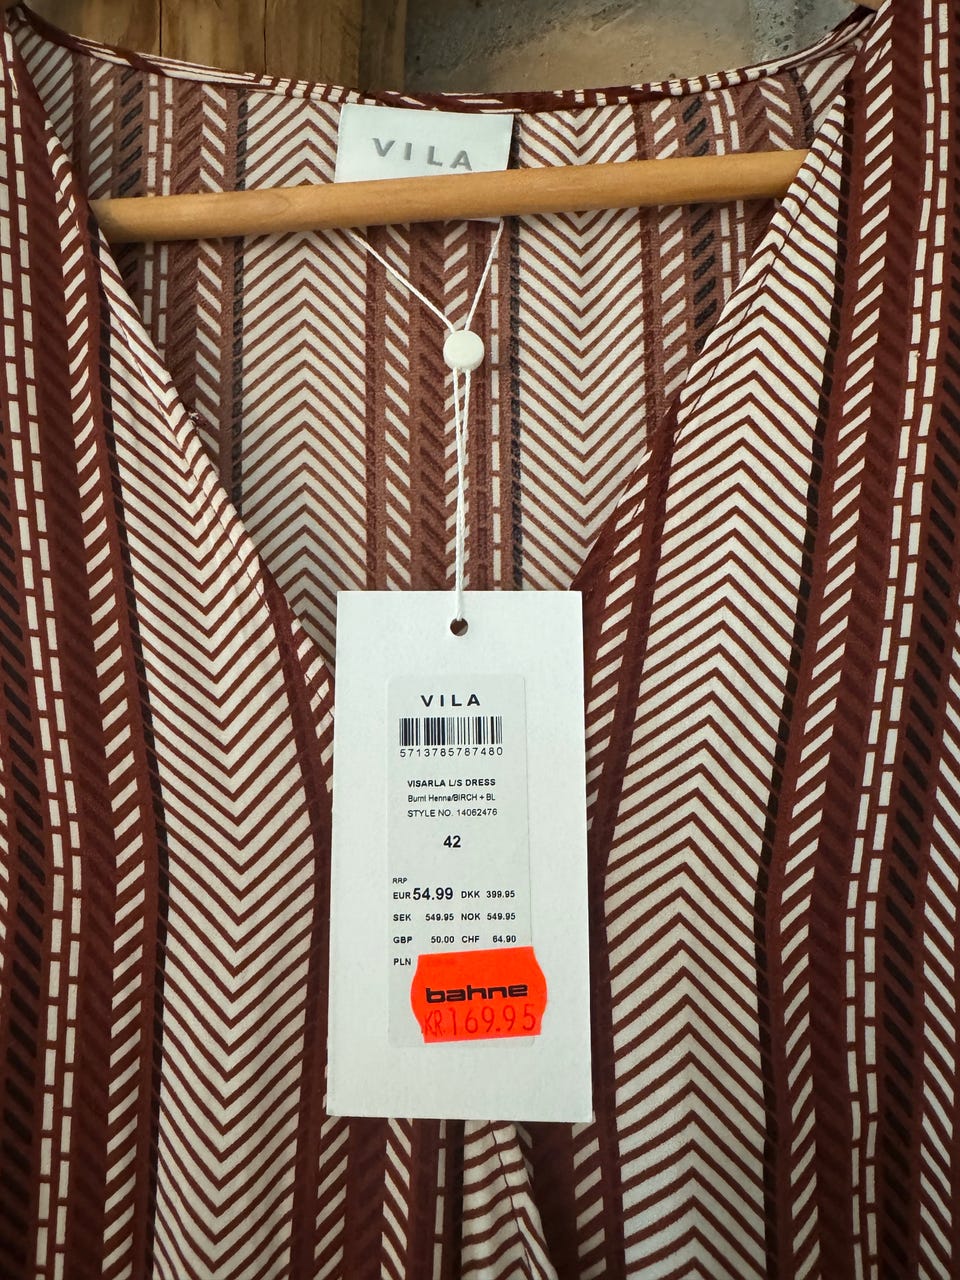 VILA
VILA
5713785787480
VISARLA L/S DRESS
Burnt Henna/BIRCH + BL
STYLE NO. 14062476
42
RRP
EUR 54.99 DKK 399.95
SEK 549.95 NOK 549.95
GBP 50.00 CHF 64.90
PLN
bahne
KR.169.95